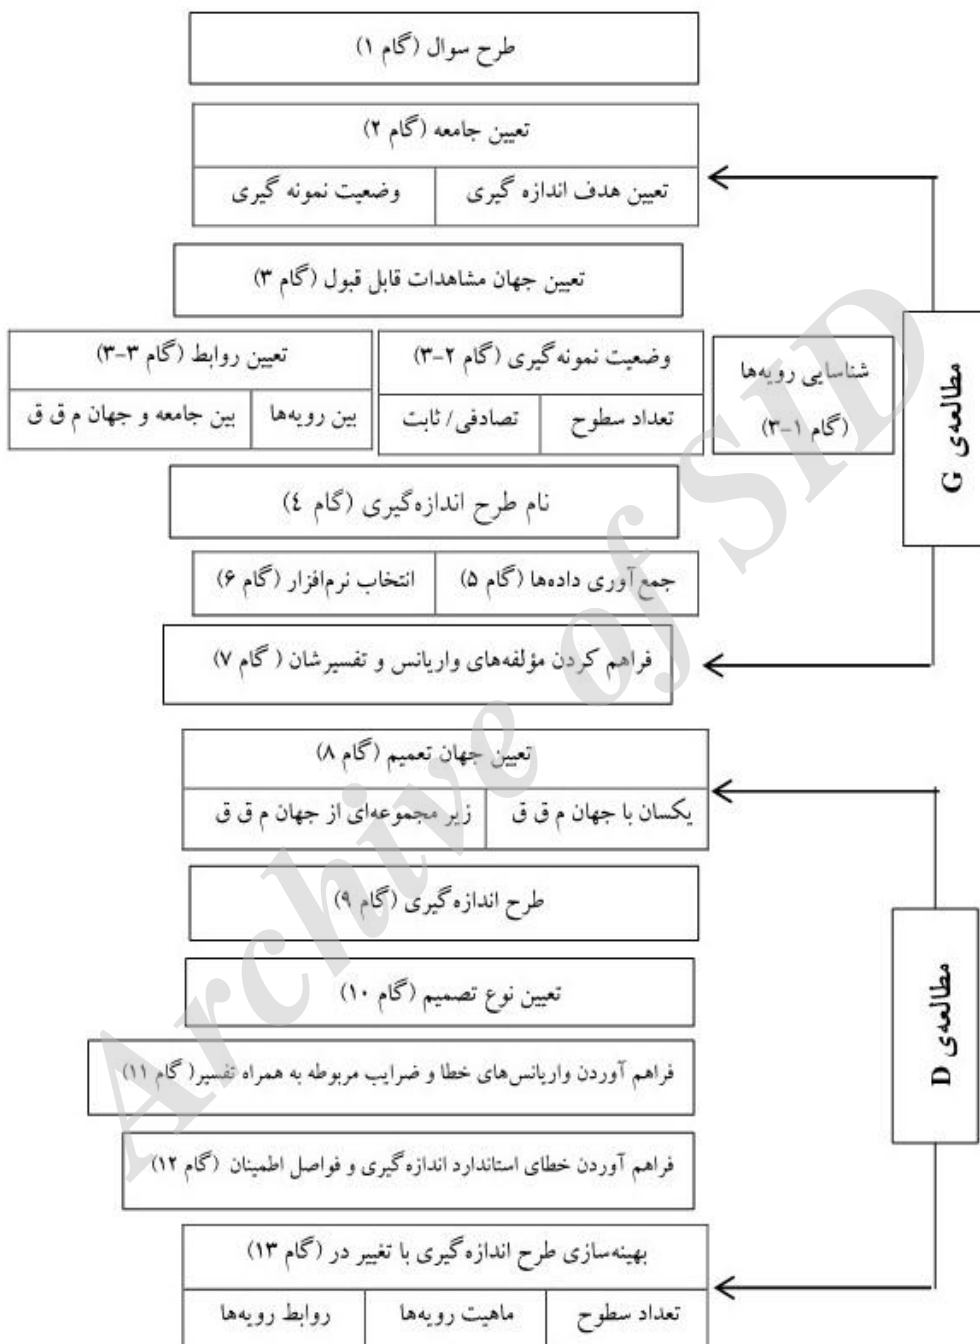 طرح سوال (گام ۱)
تعیین جامعه (گام ۲)
تعیین هدف اندازه گیری
وضعیت نمونه گیری
تعیین جهان مشاهدات قابل قبول (گام ۳)
شناسایی رویه‌ها
(گام ۱-۳)
وضعیت نمونه‌گیری (گام ۲-۳)
تعداد سطوح
تصادفی/ ثابت
تعیین روابط (گام ۳-۳)
بین رویه‌ها
بین جامعه و جهان م ق ق
نام طرح اندازه‌گیری (گام ٤)
جمع آوری داده‌ها (گام ۵)
انتخاب نرم‌افزار (گام ۶)
فراهم کردن مؤلفه‌های واریانس و تفسیرشان ( گام ۷)
مطالعه‌ی G
تعیین جهان تعمیم (گام ۸)
یکسان با جهان م ق ق
زیر مجموعه‌ای از جهان م ق ق
طرح اندازه‌گیری (گام ۹)
تعیین نوع تصمیم (گام ۱۰)
فراهم آوردن واریانس‌های خطا و ضرایب مربوطه به همراه تفسیر( گام ۱۱)
فراهم آوردن خطای استاندارد اندازه‌گیری و فواصل اطمینان (گام ۱۲)
بهینه‌سازی طرح اندازه‌گیری با تغییر در (گام ۱۳)
تعداد سطوح
ماهیت رویه‌ها
روابط رویه‌ها
مطالعه‌ی D
Archive of SID